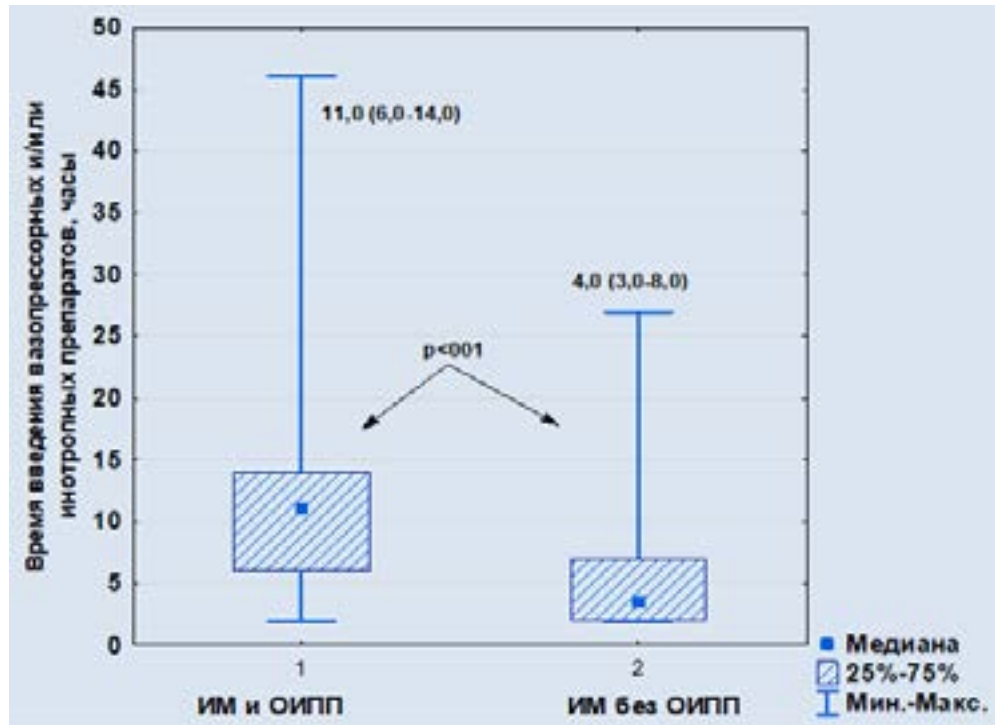 Время введения вазопрессорных и/или
инотропных препаратов, часы
50
45
40
35
30
25
20
15
10
5
0
11,0 (6,0-14,0)
4,0 (3,0-8,0)
p<001
1
2
ИМ и ОИПП
ИМ без ОИПП
Медиана
25%-75%
Мин.-Макс.